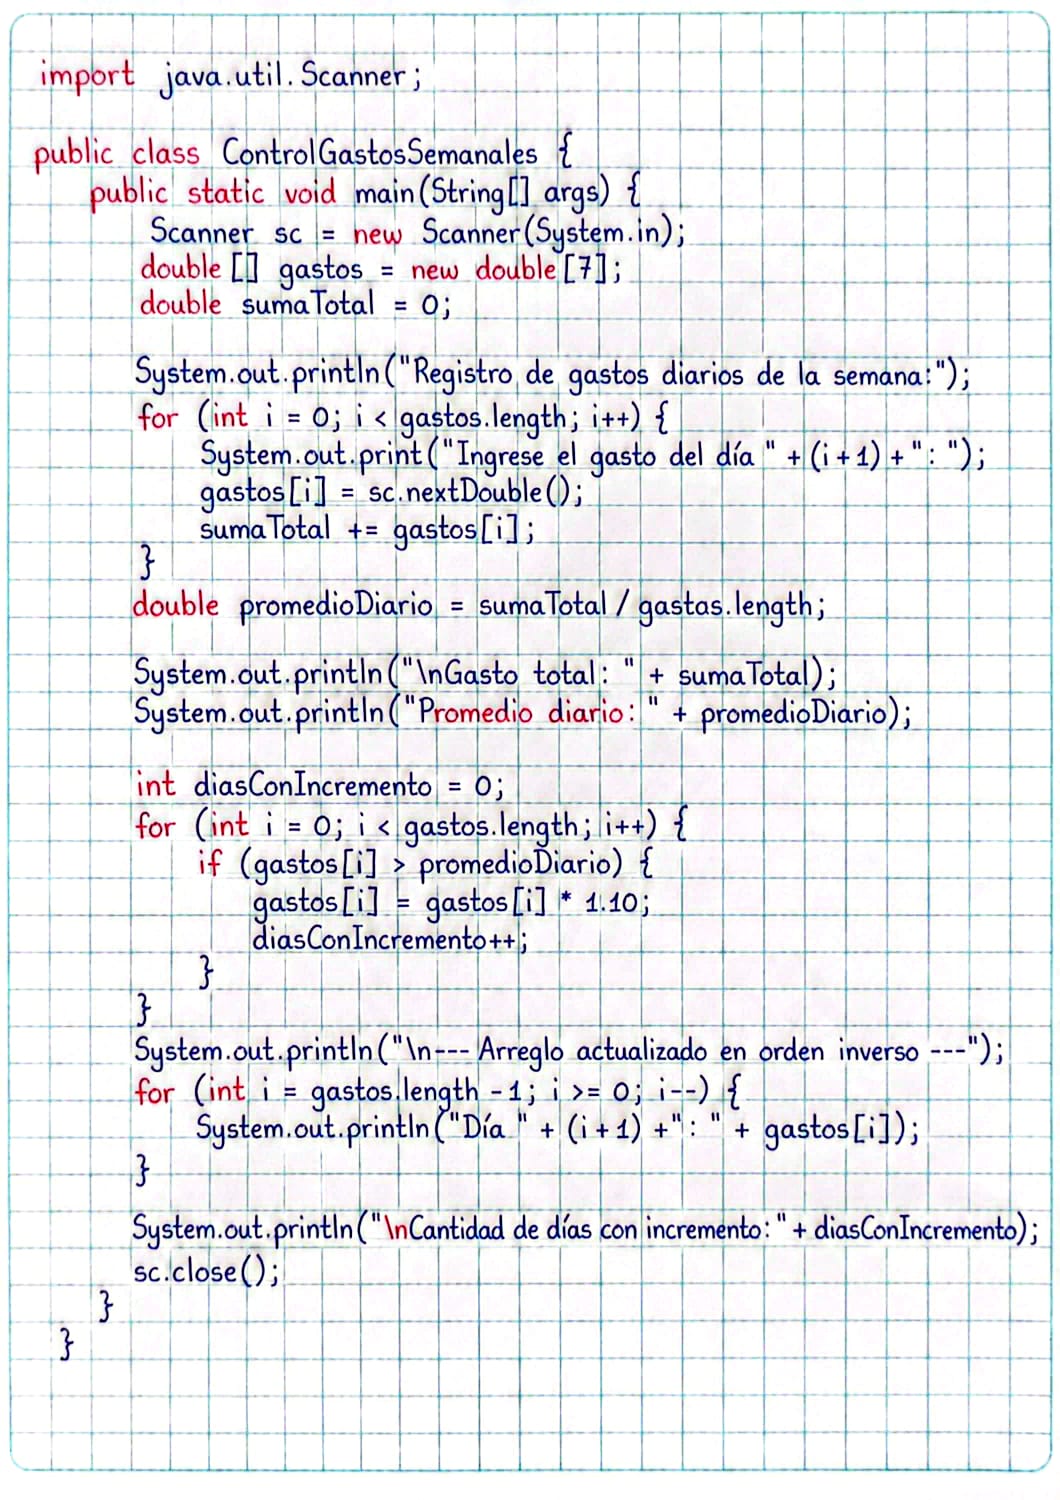 import java.util.Scanner;
public class ControlGastosSemanales {
public static void main(String[] args) {
Scanner sc = new Scanner(System.in);
double [] gastos = new double [7];
double sumaTotal = 0;
System.out.println("Registro de gastos diarios de la semana:");
for (int i = 0; i < gastos.length; i++) {
System.out.print("Ingrese el gasto del día " + (i+1) + ": ");
gastos[i] = sc.nextDouble();
sumaTotal += gastos[i];
}
double promedioDiario = sumaTotal / gastas.length;
System.out.println("\nGasto total: " + sumaTotal);
System.out.println("Promedio diario: " + promedioDiario);
int diasConIncremento = 0;
for (int i = 0; i < gastos.length; i++) {
if (gastos[i] > promedioDiario) {
gastos[i] = gastos[i] * 1.10;
diasConIncremento++;
}
}
System.out.println("\n--- Arreglo actualizado en orden inverso ---");
for (int i = gastos.length - 1; i >= 0; i--) {
System.out.println("Día " + (i+1) + ": " + gastos[i]);
}
System.out.println("\nCantidad de días con incremento: " + diasConIncremento);
sc.close();
}
}